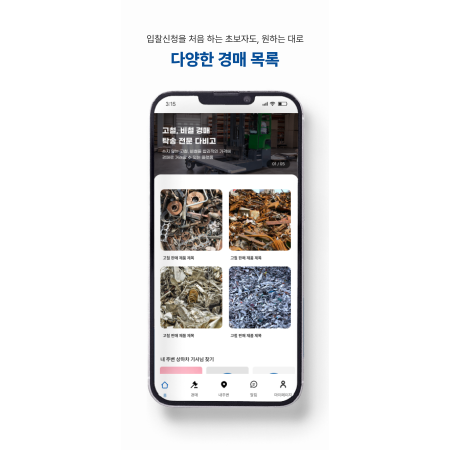 입찰신청을 처음 하는 초보자도, 원하는 대로
다양한 경매 목록
3:15
고철, 비철 경매
탁송 전문 다비고
01 / 05
고철 판매 제품 제목
고철 판매 제품 제목
고철 판매 제품 제목
고철 판매 제품 제목
내 주변 상하차 기사님 찾기
홈
경매
내주변
알림
마이페이지